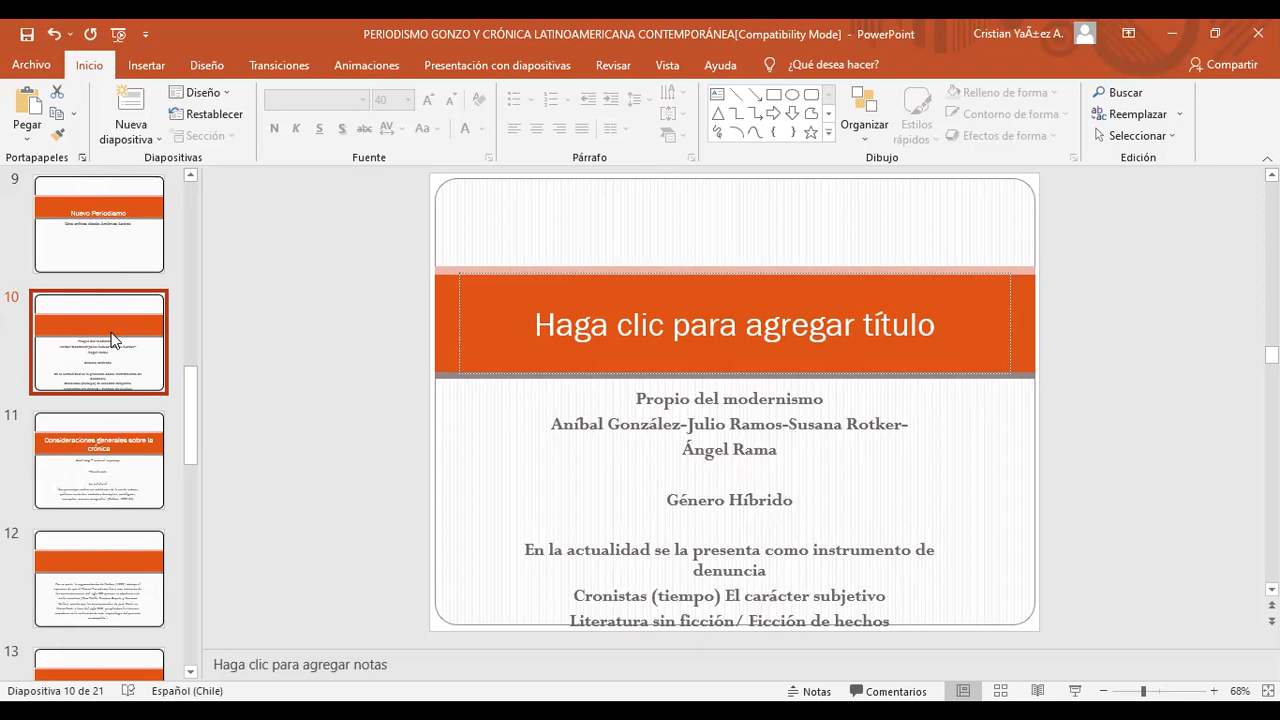 PERIODISMO GONZO Y CRÓNICA LATINOAMERICANA CONTEMPORÁNEA[Compatibility Mode] - PowerPoint
Cristian YaÃ±ez A.
Archivo
Inicio
Insertar
Diseño
Transiciones
Animaciones
Presentación con diapositivas
Revisar
Vista
Ayuda
¿Qué desea hacer?
Compartir
Pegar
Nueva
diapositiva
Diseño
Restablecer
Sección
40
N K S S abc AV Aa A
Organizar
Estilos
rápidos
Relleno de forma
Contorno de forma
Efectos de forma
Buscar
Reemplazar
Seleccionar
Portapapeles
Diapositivas
Fuente
Párrafo
Dibujo
Edición
9
Nuevo Periodismo
10
11
Consideraciones generales sobre la
crónica
12
13
Haga clic para agregar título
Propio del modernismo
Aníbal González-Julio Ramos-Susana Rotker-
Ángel Rama
Género Híbrido
En la actualidad se la presenta como instrumento de
denuncia
Cronistas (tiempo) El carácter subjetivo
Literatura sin ficción/ Ficción de hechos
Haga clic para agregar notas
Diapositiva 10 de 21
Español (Chile)
Notas
Comentarios
68%